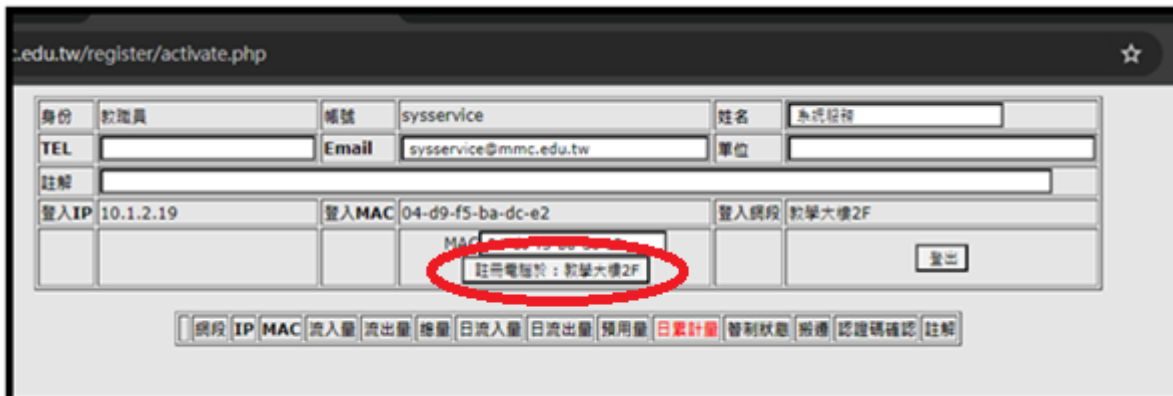 .edu.tw/register/activate.php
身份 教職員 帳號 sysservice 姓名 系統服務
TEL Email sysservice@mmc.edu.tw 單位
註解
登入IP 10.1.2.19 登入MAC 04-d9-f5-ba-dc-e2 登入網段 教學大樓2F
MAC
註冊電腦於：教學大樓2F 登出
網段 IP MAC 流入量 流出量 總量 日流入量 日流出量 預用量 日累計量 管制狀態 搬遷 認證碼確認 註解